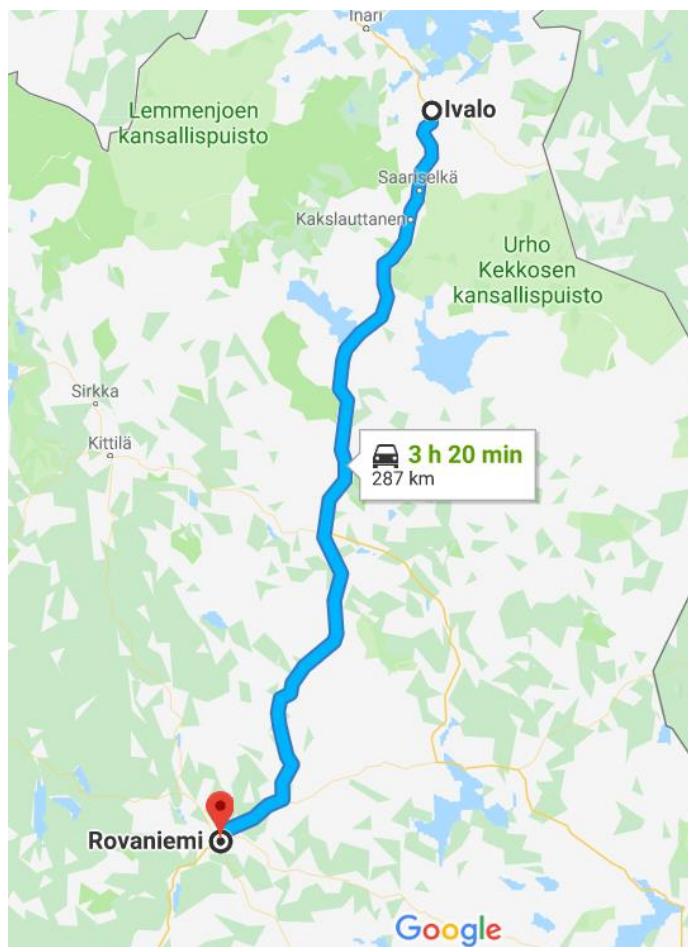 Inari
Ivalo
Lemmenjoen
kansallispuisto
Saariselkä
Kakslauttanen
Urho
Kekkosen
kansallispuisto
Sirkka
Kittilä
3 h 20 min
287 km
Rovaniemi
Google